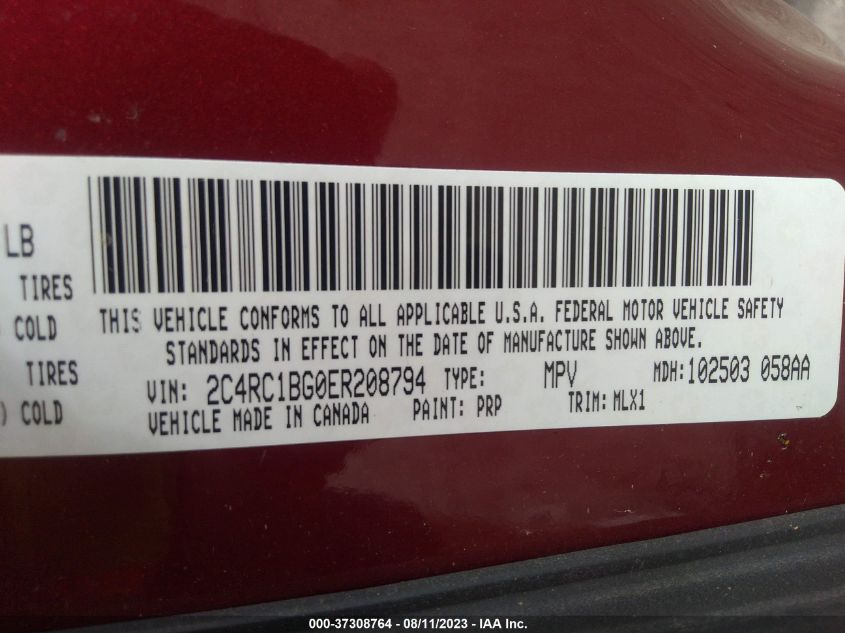 LB
TIRES
COLD
TIRES
) COLD
THIS VEHICLE CONFORMS TO ALL APPLICABLE U.S.A. FEDERAL MOTOR VEHICLE SAFETY
STANDARDS IN EFFECT ON THE DATE OF MANUFACTURE SHOWN ABOVE.
VIN: 2C4RC1BG0ER208794 TYPE: MPV MDH: 102503 058AA
VEHICLE MADE IN CANADA PAINT: PRP TRIM: MLX1
000-37308764 — 08/11/2023 — IAA Inc.